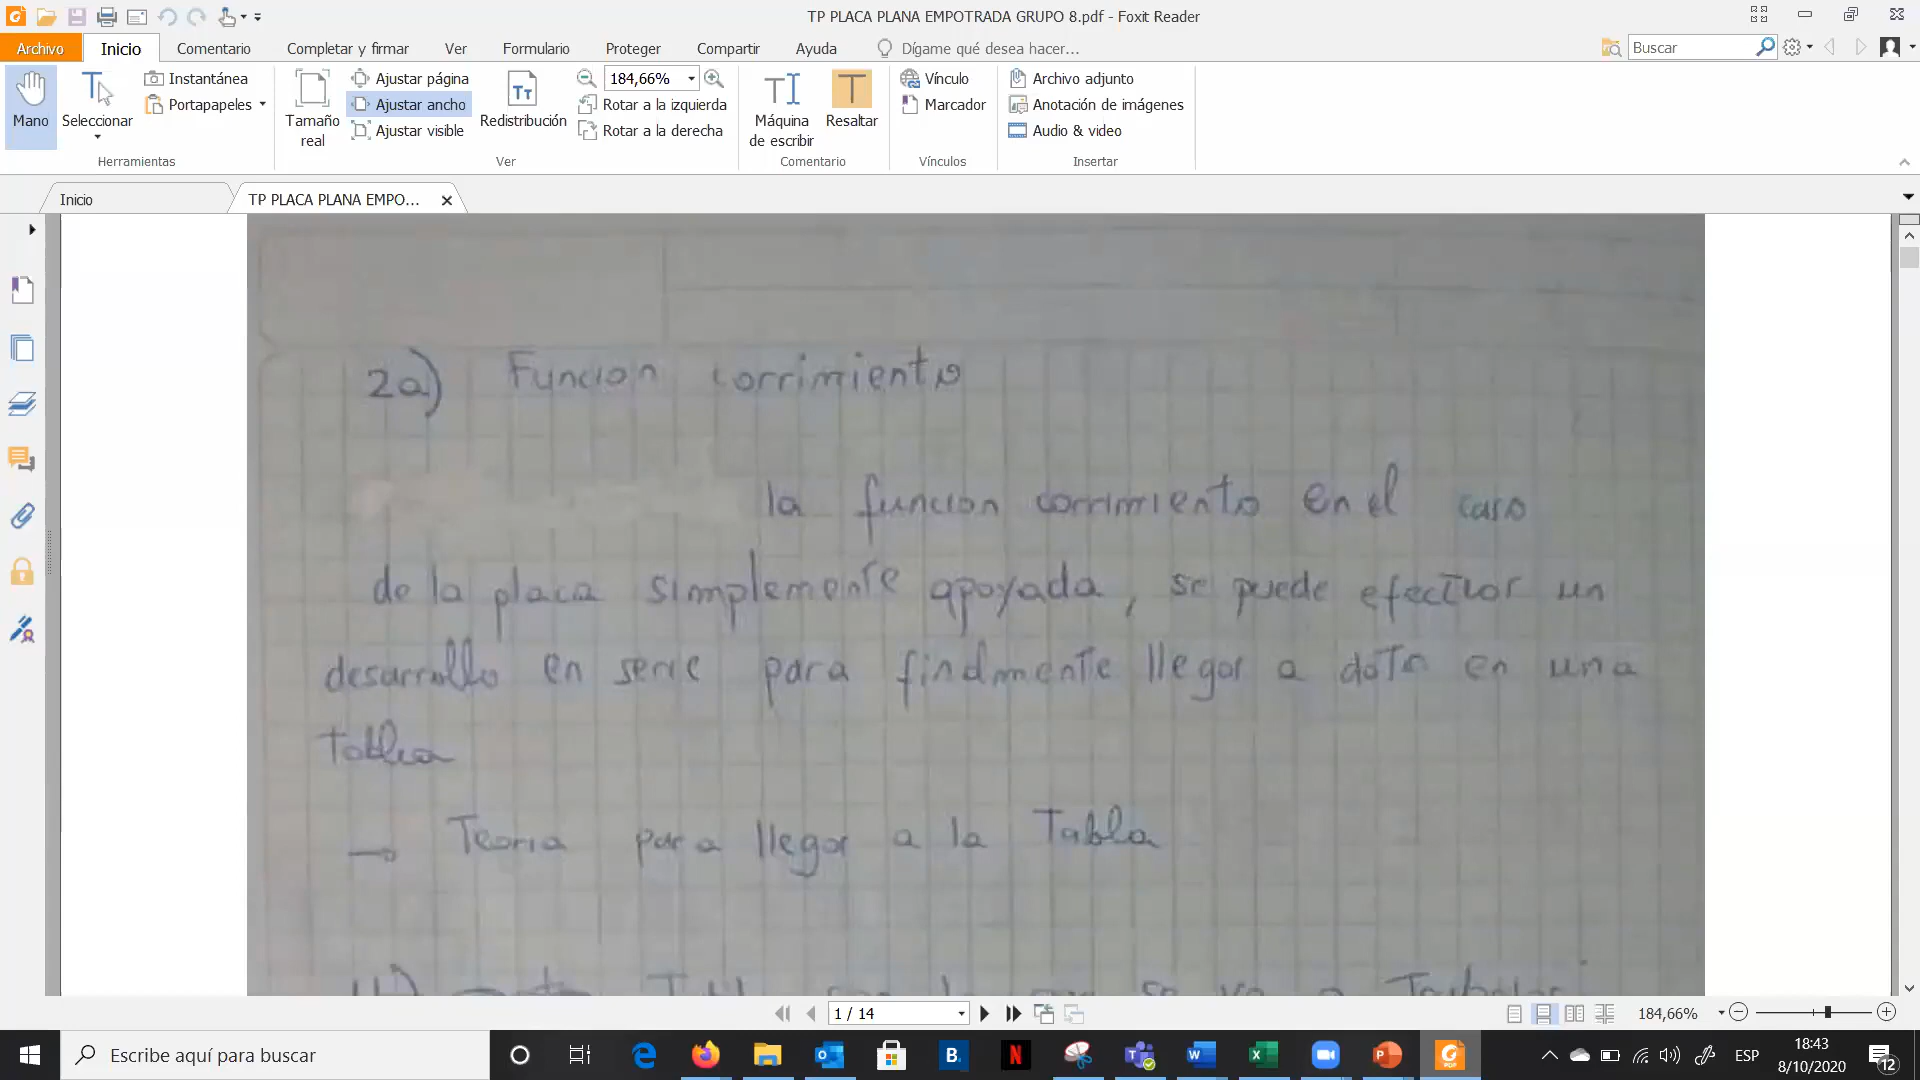 TP PLACA PLANA EMPOTRADA GRUPO 8.pdf - Foxit Reader
Archivo Inicio Comentario Completar y firmar Ver Formulario Proteger Compartir Ayuda Dígame qué desea hacer... Buscar
Mano
Seleccionar
Instantánea
Portapapeles
Herramientas
Tamaño real
Ajustar página
Ajustar ancho
Ajustar visible
Redistribución
184,66%
Rotar a la izquierda
Rotar a la derecha
Ver
Máquina de escribir
Resaltar
Comentario
Vínculo
Marcador
Vínculos
Archivo adjunto
Anotación de imágenes
Audio & video
Insertar
Inicio TP PLACA PLANA EMPO...
2a) Funcion corrimiento
la funcion corrimiento en el caso
de la placa simplemente apoyada, se puede efectuar un
desarrollo en serie para finalmente llegar a dato en una
tabla
→ Teoria para llegar a la Tabla
1 / 14
184,66%
Escribe aquí para buscar
ESP
18:43
8/10/2020
12